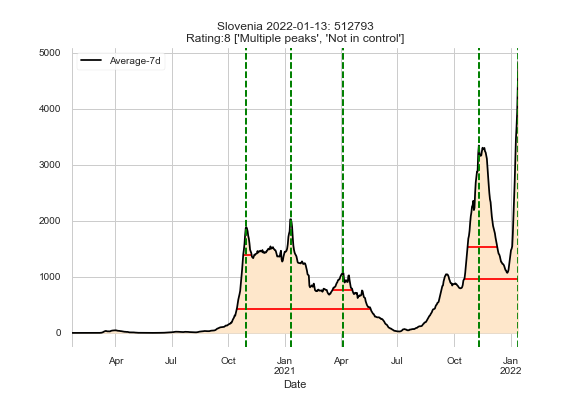 Slovenia 2022-01-13: 512793
Rating:8 ['Multiple peaks', 'Not in control']
Average-7d
5000
4000
3000
2000
1000
0
Apr
Jul
Oct
Jan
2021
Apr
Jul
Oct
Jan
2022
Date